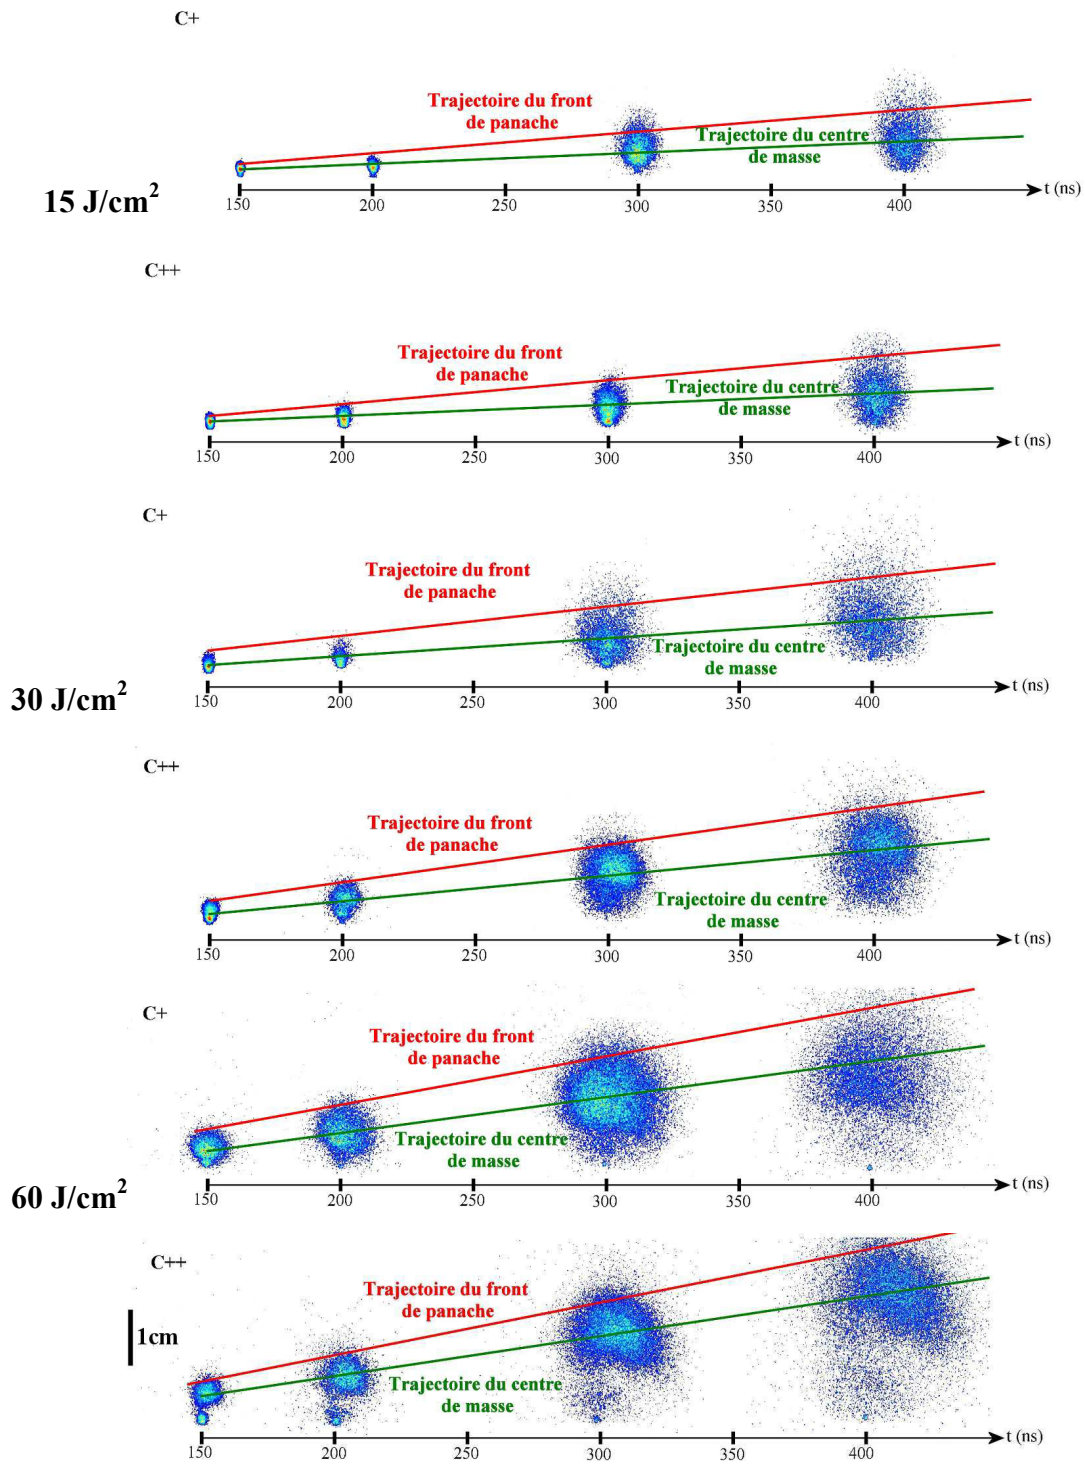 C+
Trajectoire du front
de panache
Trajectoire du centre
de masse
15 J/cm²
t (ns)
150 200 250 300 350 400
C++
Trajectoire du front
de panache
Trajectoire du centre
de masse
t (ns)
150 200 250 300 350 400
C+
Trajectoire du front
de panache
Trajectoire du centre
de masse
30 J/cm²
t (ns)
150 200 250 300 350 400
C++
Trajectoire du front
de panache
Trajectoire du centre
de masse
t (ns)
150 200 250 300 350 400
C+
Trajectoire du front
de panache
Trajectoire du centre
de masse
60 J/cm²
t (ns)
150 200 250 300 350 400
C++
Trajectoire du front
de panache
1cm
Trajectoire du centre
de masse
t (ns)
150 200 250 300 350 400